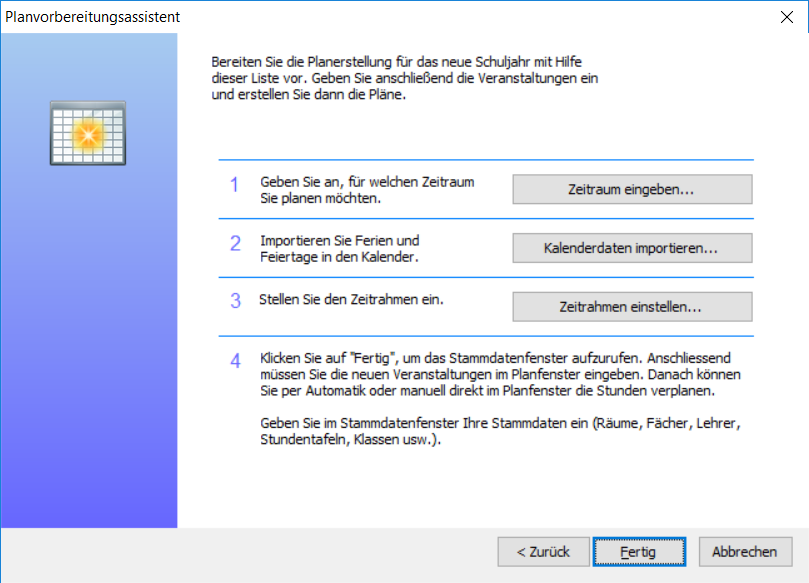 Planvorbereitungsassistent
Bereiten Sie die Planerstellung für das neue Schuljahr mit Hilfe
dieser Liste vor. Geben Sie anschließend die Veranstaltungen ein
und erstellen Sie dann die Pläne.
1 Geben Sie an, für welchen Zeitraum
Sie planen möchten.
Zeitraum eingeben...
2 Importieren Sie Ferien und
Feiertage in den Kalender.
Kalenderdaten importieren...
3 Stellen Sie den Zeitrahmen ein.
Zeitrahmen einstellen...
4 Klicken Sie auf "Fertig", um das Stammdatenfenster aufzurufen. Anschliessend
müssen Sie die neuen Veranstaltungen im Planfenster eingeben. Danach können
Sie per Automatik oder manuell direkt im Planfenster die Stunden verplanen.
Geben Sie im Stammdatenfenster Ihre Stammdaten ein (Räume, Fächer, Lehrer,
Stundentafeln, Klassen usw.).
< Zurück
Fertig
Abbrechen